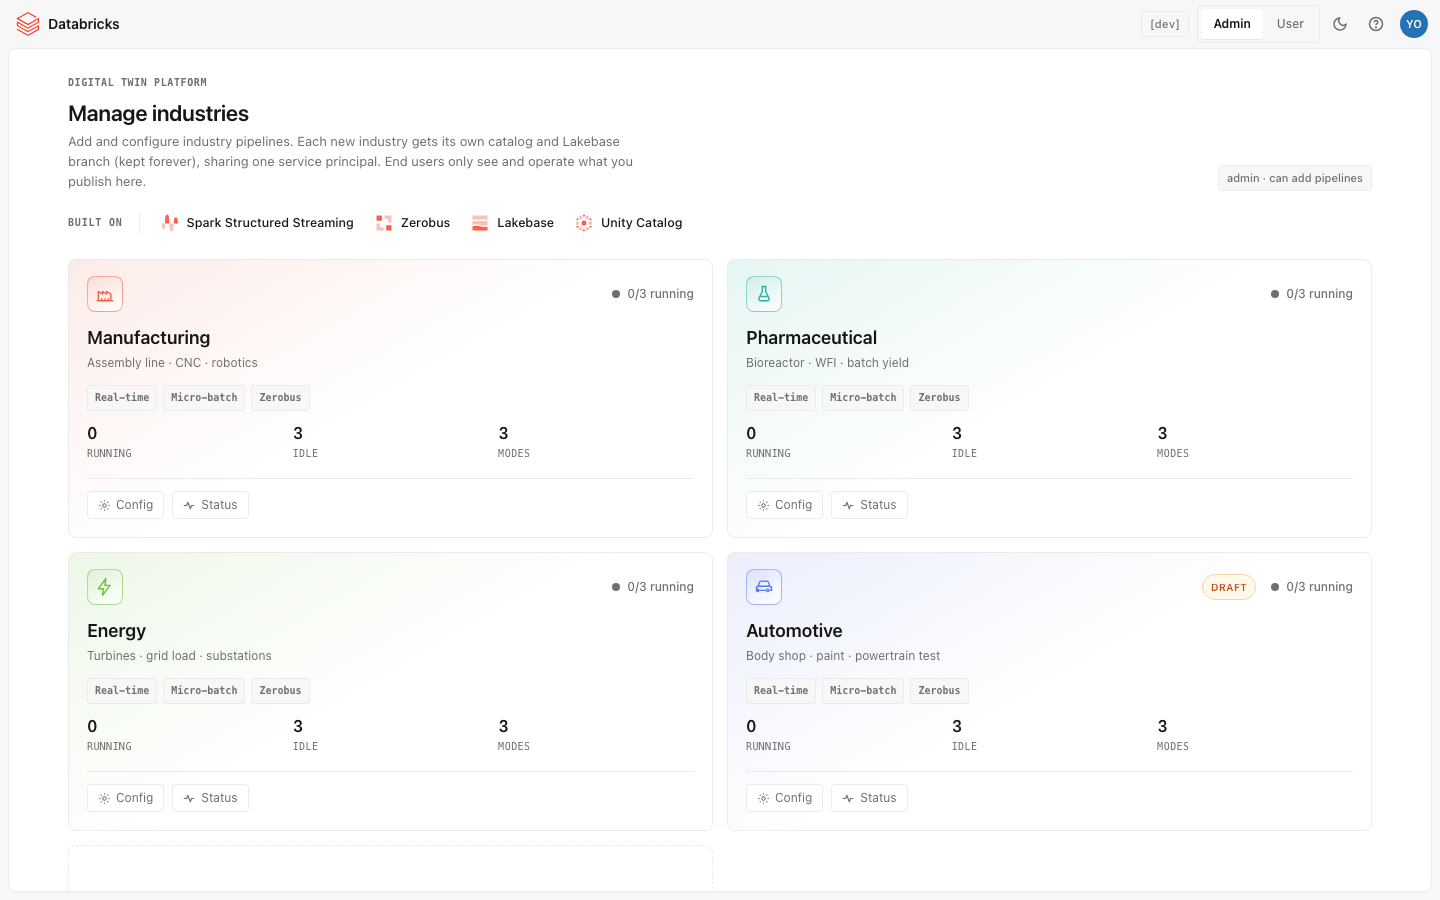 Databricks
[dev]
Admin
User
YO
DIGITAL TWIN PLATFORM
Manage industries
Add and configure industry pipelines. Each new industry gets its own catalog and Lakebase
branch (kept forever), sharing one service principal. End users only see and operate what you
publish here.
admin · can add pipelines
BUILT ON
Spark Structured Streaming
Zerobus
Lakebase
Unity Catalog
0/3 running
Manufacturing
Assembly line · CNC · robotics
Real-time
Micro-batch
Zerobus
0
3
3
RUNNING
IDLE
MODES
Config
Status
0/3 running
Pharmaceutical
Bioreactor · WFI · batch yield
Real-time
Micro-batch
Zerobus
0
3
3
RUNNING
IDLE
MODES
Config
Status
0/3 running
Energy
Turbines · grid load · substations
Real-time
Micro-batch
Zerobus
0
3
3
RUNNING
IDLE
MODES
Config
Status
DRAFT
0/3 running
Automotive
Body shop · paint · powertrain test
Real-time
Micro-batch
Zerobus
0
3
3
RUNNING
IDLE
MODES
Config
Status